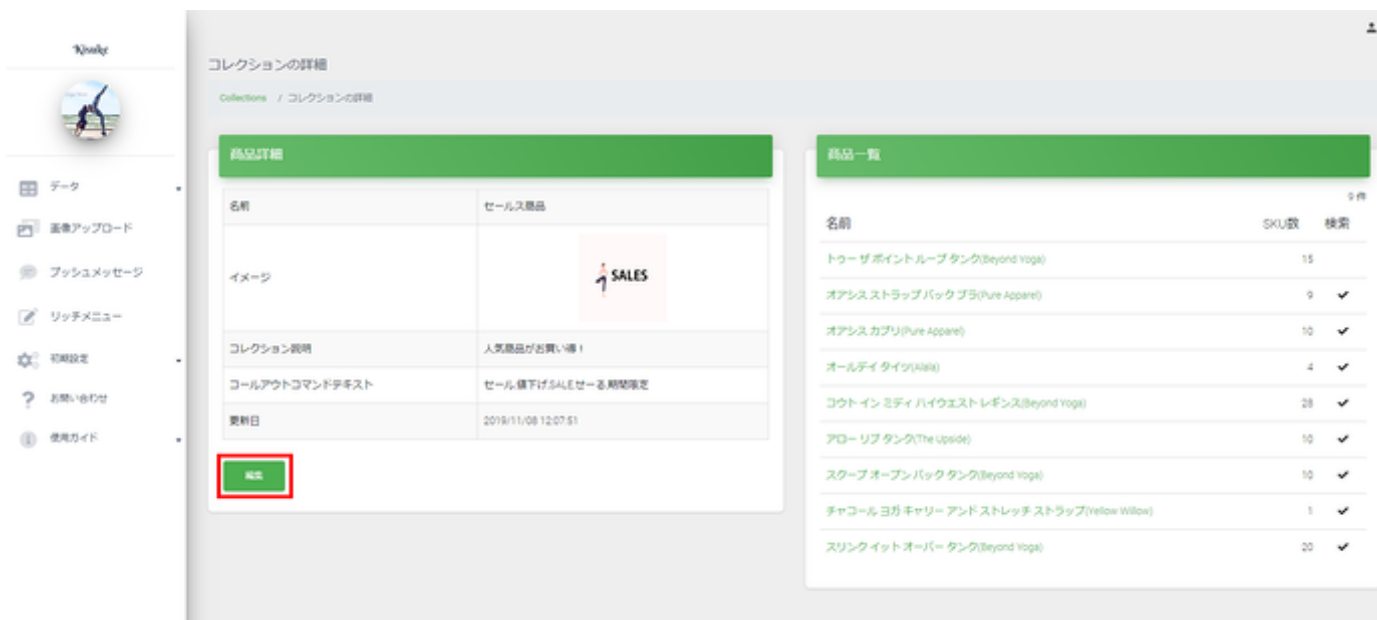 Kisuke
コレクションの詳細
Collections / コレクションの詳細
データ
画像アップロード
プッシュメッセージ
リッチメニュー
初期設定
お問い合わせ
使用ガイド
商品詳細
名前 セールス商品
イメージ SALES
コレクション説明 人気商品がお買い得！
コールアウトコマンドテキスト セール,値下げ,SALE,せーる,期間限定
更新日 2019/11/08 12:07:51
編集
商品一覧
9 件
名前 SKU数 検索
トゥー ザ ポイント ループ タンク(Beyond Yoga) 15
オアシス ストラップ バック ブラ(Pure Apparel) 9 ✔
オアシス カプリ(Pure Apparel) 10 ✔
オールデイ タイツ(Alala) 4 ✔
コウト イン ミディ ハイウエスト レギンス(Beyond Yoga) 28 ✔
アロー リブ タンク(The Upside) 10 ✔
スクープ オープン バック タンク(Beyond Yoga) 10 ✔
チャコール ヨガ キャリー アンド ストレッチ ストラップ(Yellow Willow) 1 ✔
スリンク イット オーバー タンク(Beyond Yoga) 20 ✔